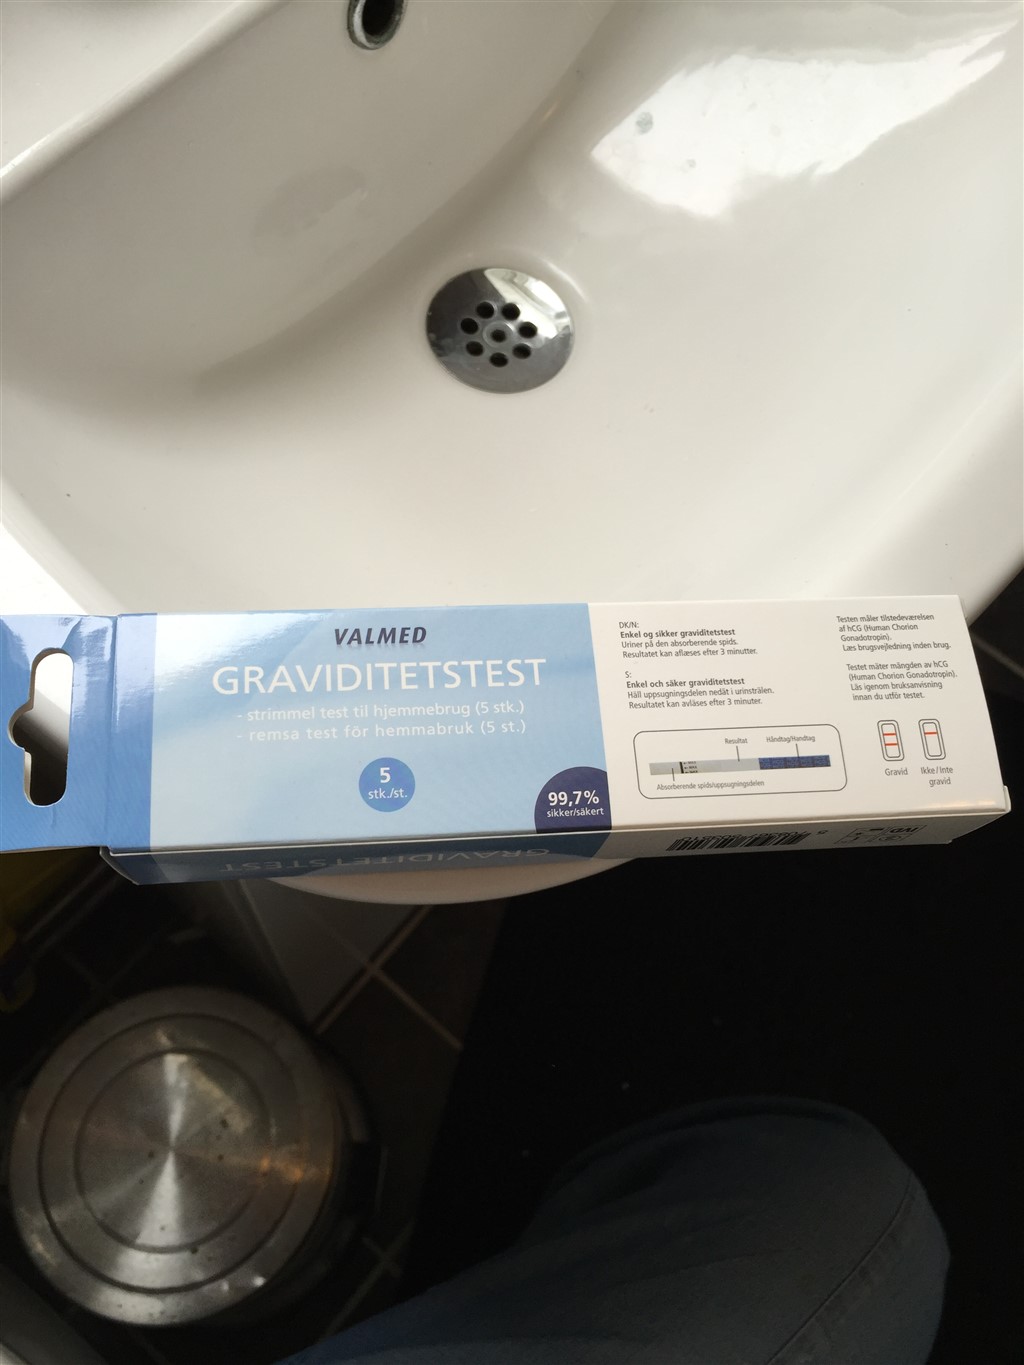 VALMED
GRAVIDITETSTEST
- strimmel test til hjemmebrug (5 stk.)
- remsa test för hemmabruk (5 st.)
5
stk./st.
99,7%
sikker/säkert
DK/N:
Enkel og sikker graviditetstest
Uriner på den absorberende spids.
Resultatet kan aflæses efter 3 minutter.
S:
Enkel och säker graviditetstest
Håll uppsugningsdelen nedåt i urinstrålen.
Resultatet kan avläses efter 3 minuter.
Resultat
Håndtag/Handtag
Absorberende spids/uppsugningsdelen
Testen måler tilstedeværelsen
af hCG (Human Chorion
Gonadotropin).
Læs brugsvejledning inden brug.
Testet mäter mängden av hCG
(Human Chorion Gonadotropin).
Läs igenom bruksanvisning
innan du utför testet.
Gravid
Ikke/Inte
gravid
GRAVIDITETSTEST
IVD